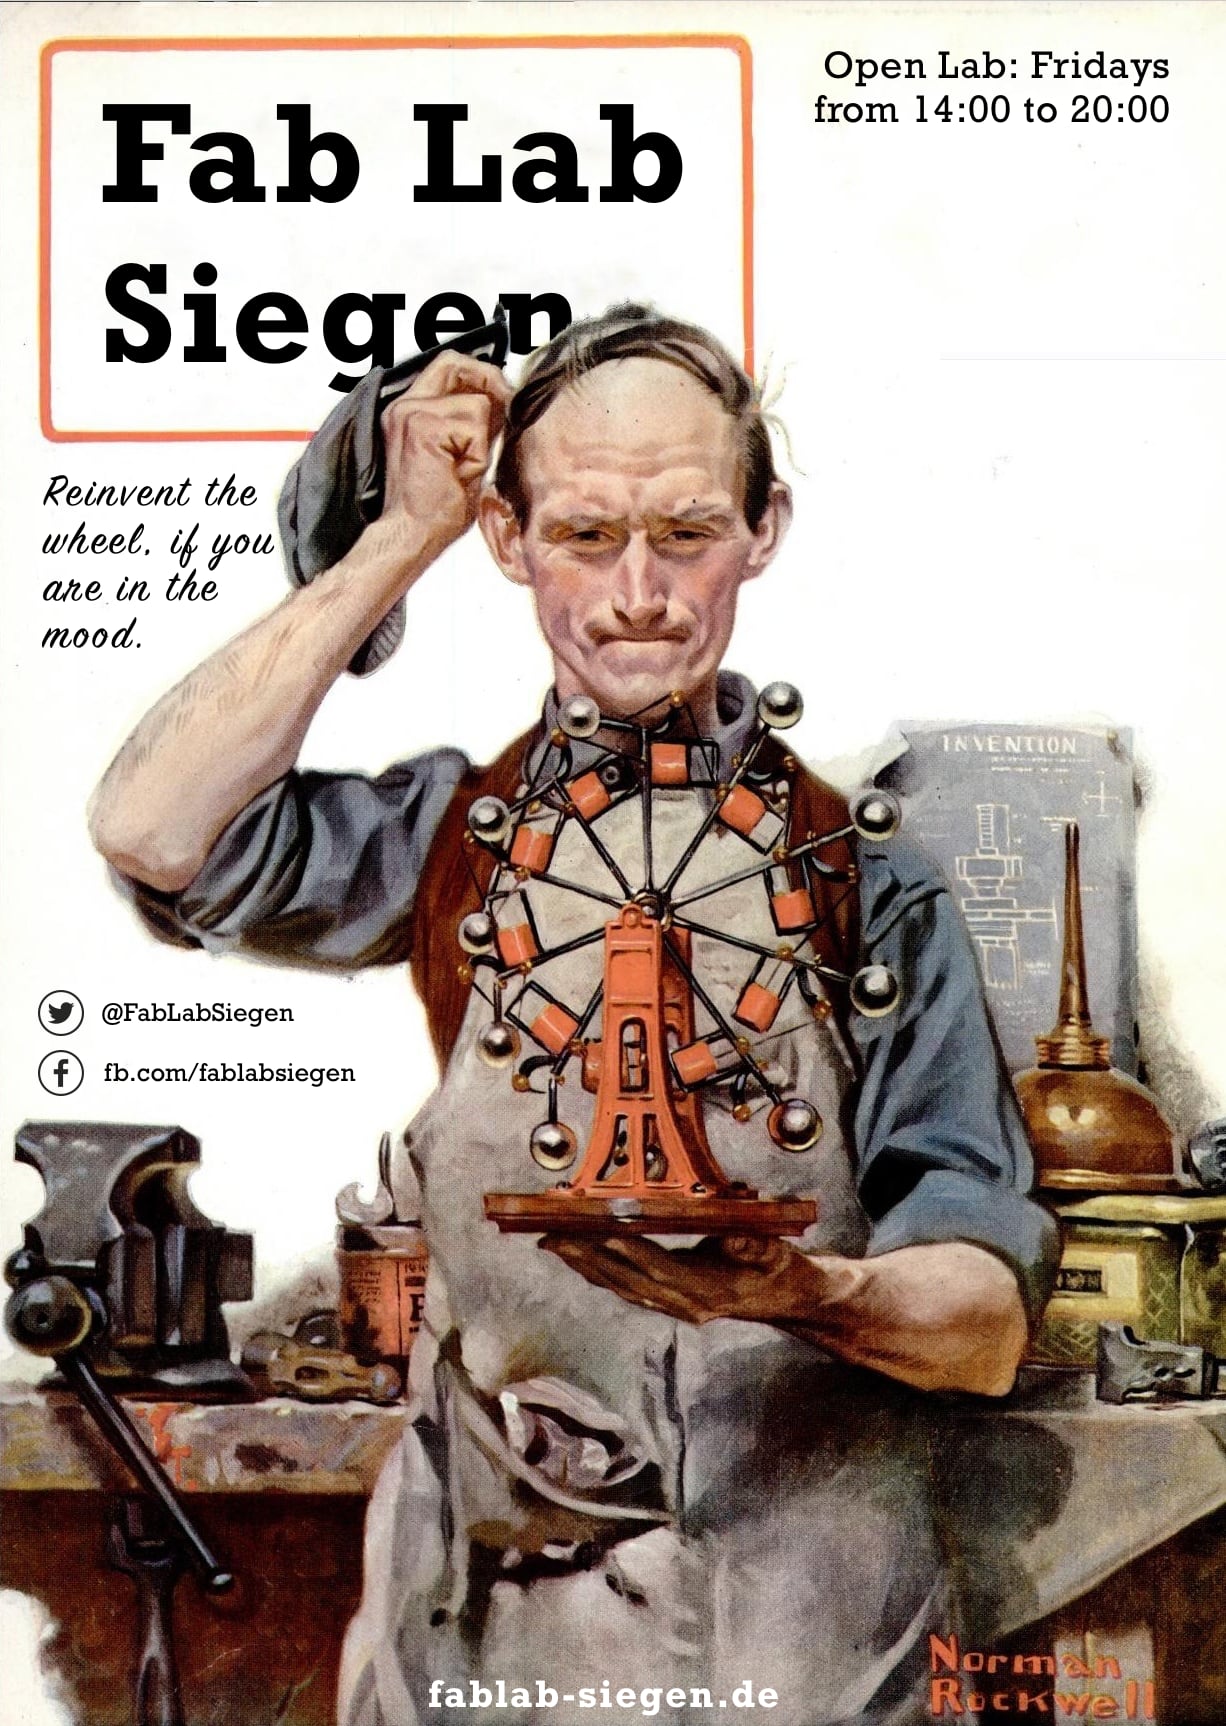 Fab Lab
Siegen
Open Lab: Fridays
from 14:00 to 20:00
Reinvent the
wheel, if you
are in the
mood.
INVENTION
@FabLabSiegen
fb.com/fablabsiegen
Norman
Rockwell
fablab-siegen.de